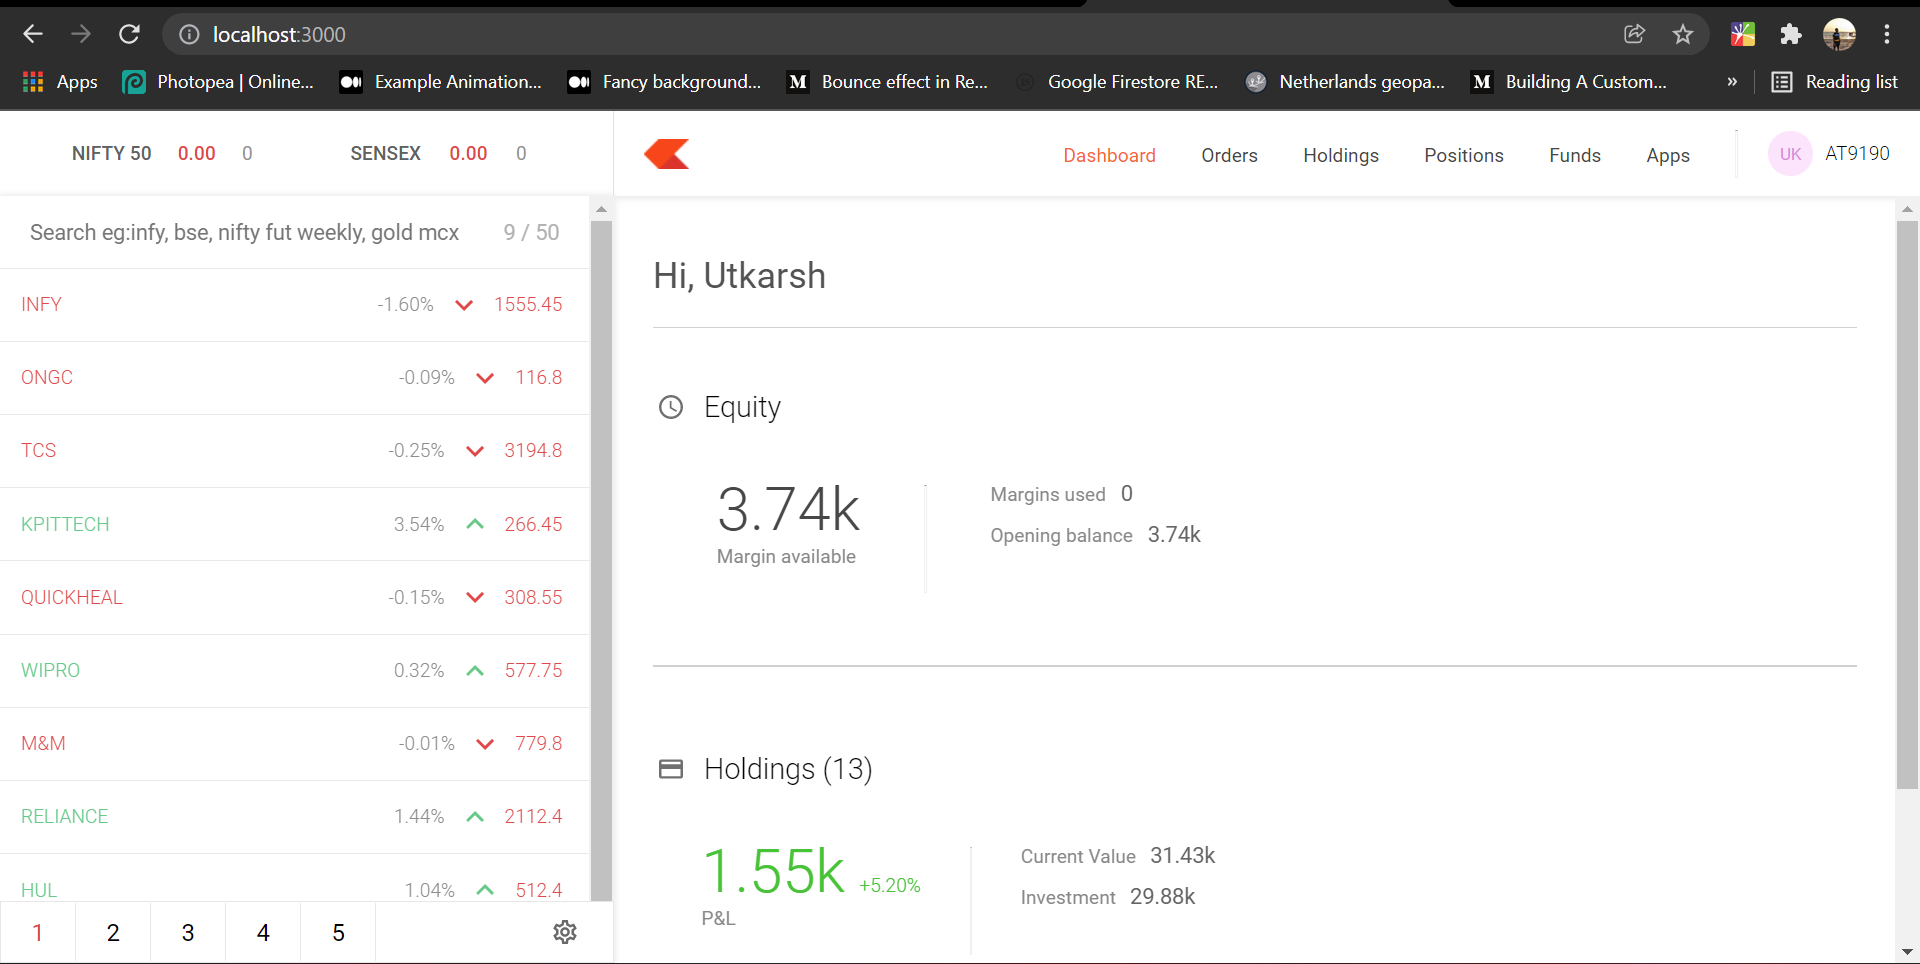 localhost:3000
Apps Photopea | Online... Example Animation... Fancy background... M Bounce effect in Re... Google Firestore RE... Netherlands geopa... M Building A Custom... » Reading list
NIFTY 50 0.00 0 SENSEX 0.00 0
Dashboard Orders Holdings Positions Funds Apps UK AT9190
Search eg:infy, bse, nifty fut weekly, gold mcx 9 / 50
INFY -1.60% 1555.45
ONGC -0.09% 116.8
TCS -0.25% 3194.8
KPITTECH 3.54% 266.45
QUICKHEAL -0.15% 308.55
WIPRO 0.32% 577.75
M&M -0.01% 779.8
RELIANCE 1.44% 2112.4
HUL 1.04% 512.4
1 2 3 4 5
Hi, Utkarsh
Equity
3.74k
Margin available
Margins used 0
Opening balance 3.74k
Holdings (13)
1.55k +5.20%
P&L
Current Value 31.43k
Investment 29.88k